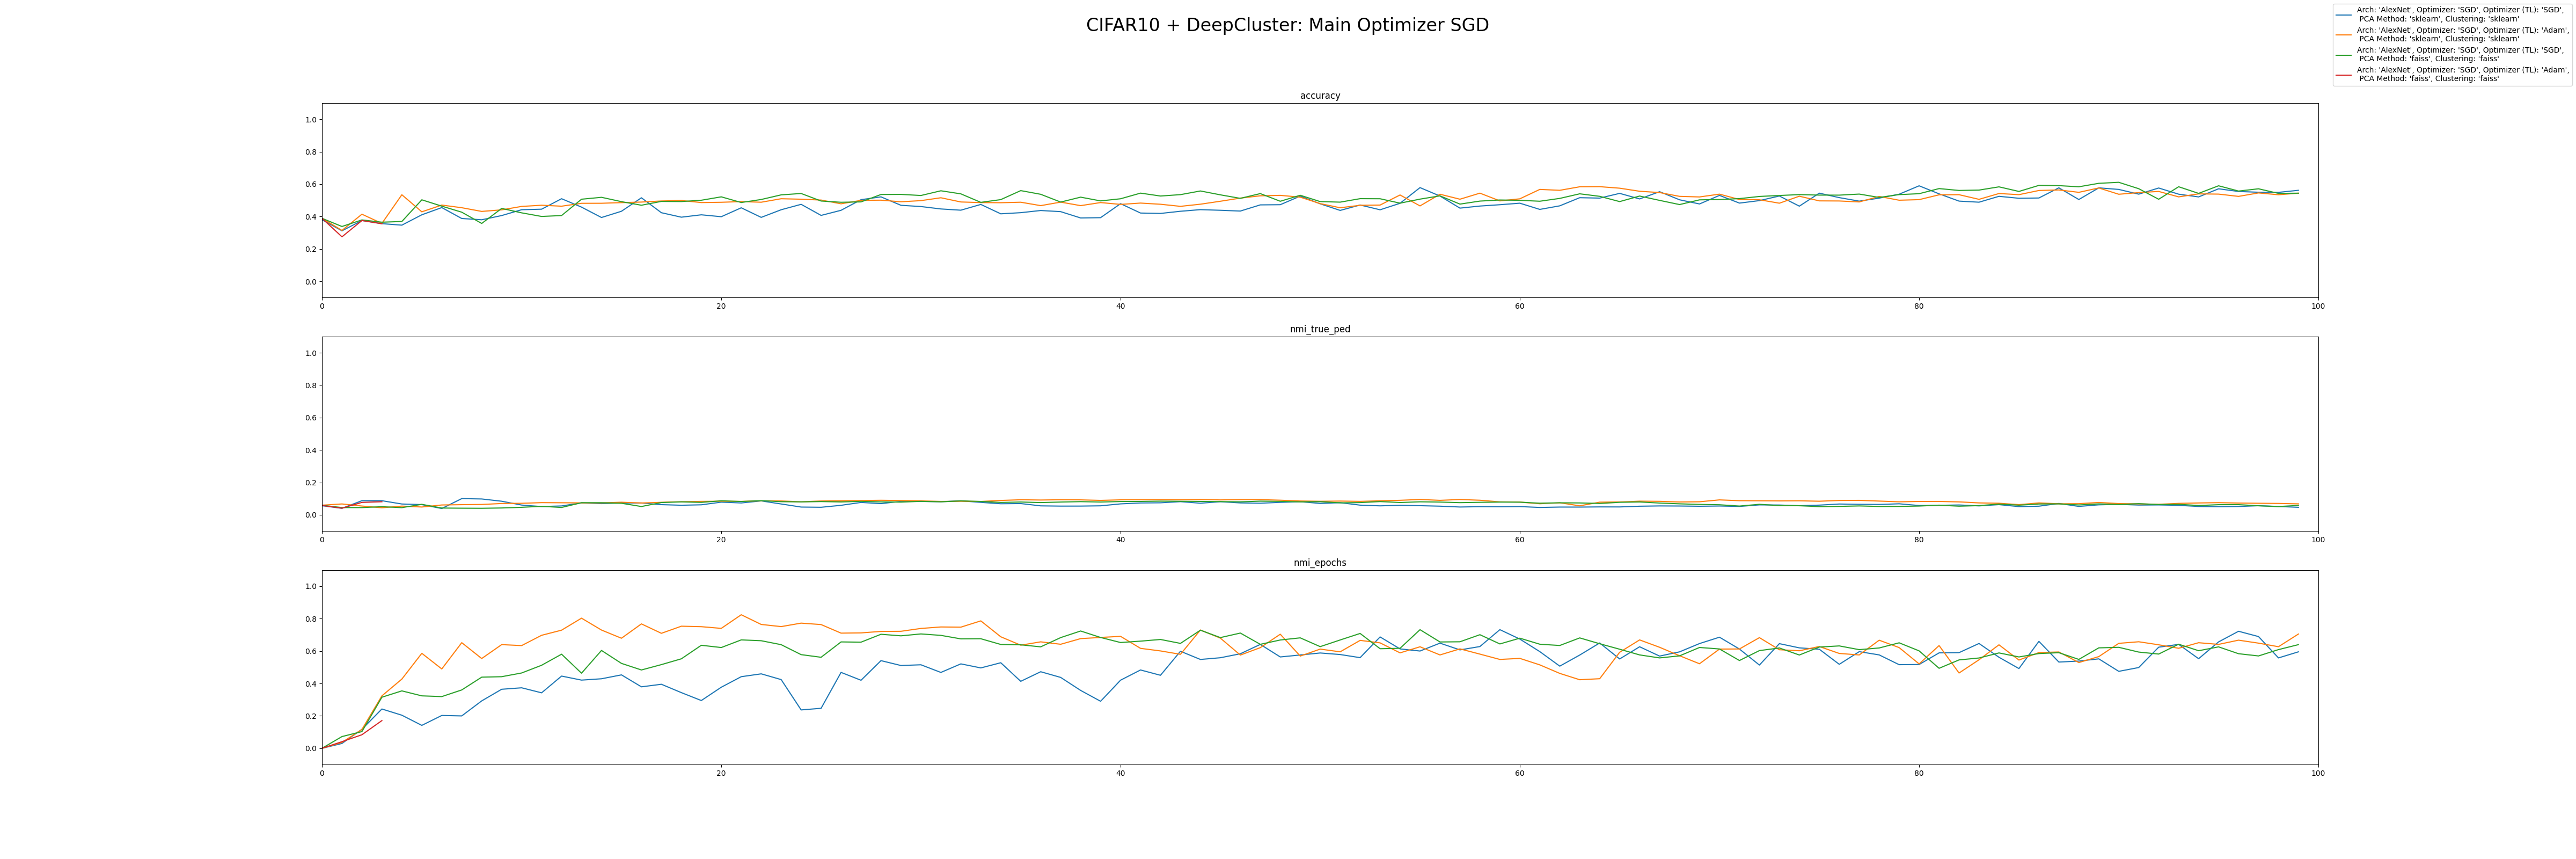 CIFAR10 + DeepCluster: Main Optimizer SGD
Arch: 'AlexNet', Optimizer: 'SGD', Optimizer (TL): 'SGD',
PCA Method: 'sklearn', Clustering: 'sklearn'
Arch: 'AlexNet', Optimizer: 'SGD', Optimizer (TL): 'Adam',
PCA Method: 'sklearn', Clustering: 'sklearn'
Arch: 'AlexNet', Optimizer: 'SGD', Optimizer (TL): 'SGD',
PCA Method: 'faiss', Clustering: 'faiss'
Arch: 'AlexNet', Optimizer: 'SGD', Optimizer (TL): 'Adam',
PCA Method: 'faiss', Clustering: 'faiss'
accuracy
1.0
0.8
0.6
0.4
0.2
0.0
0 20 40 60 80 100
nmi_true_ped
1.0
0.8
0.6
0.4
0.2
0.0
0 20 40 60 80 100
nmi_epochs
1.0
0.8
0.6
0.4
0.2
0.0
0 20 40 60 80 100